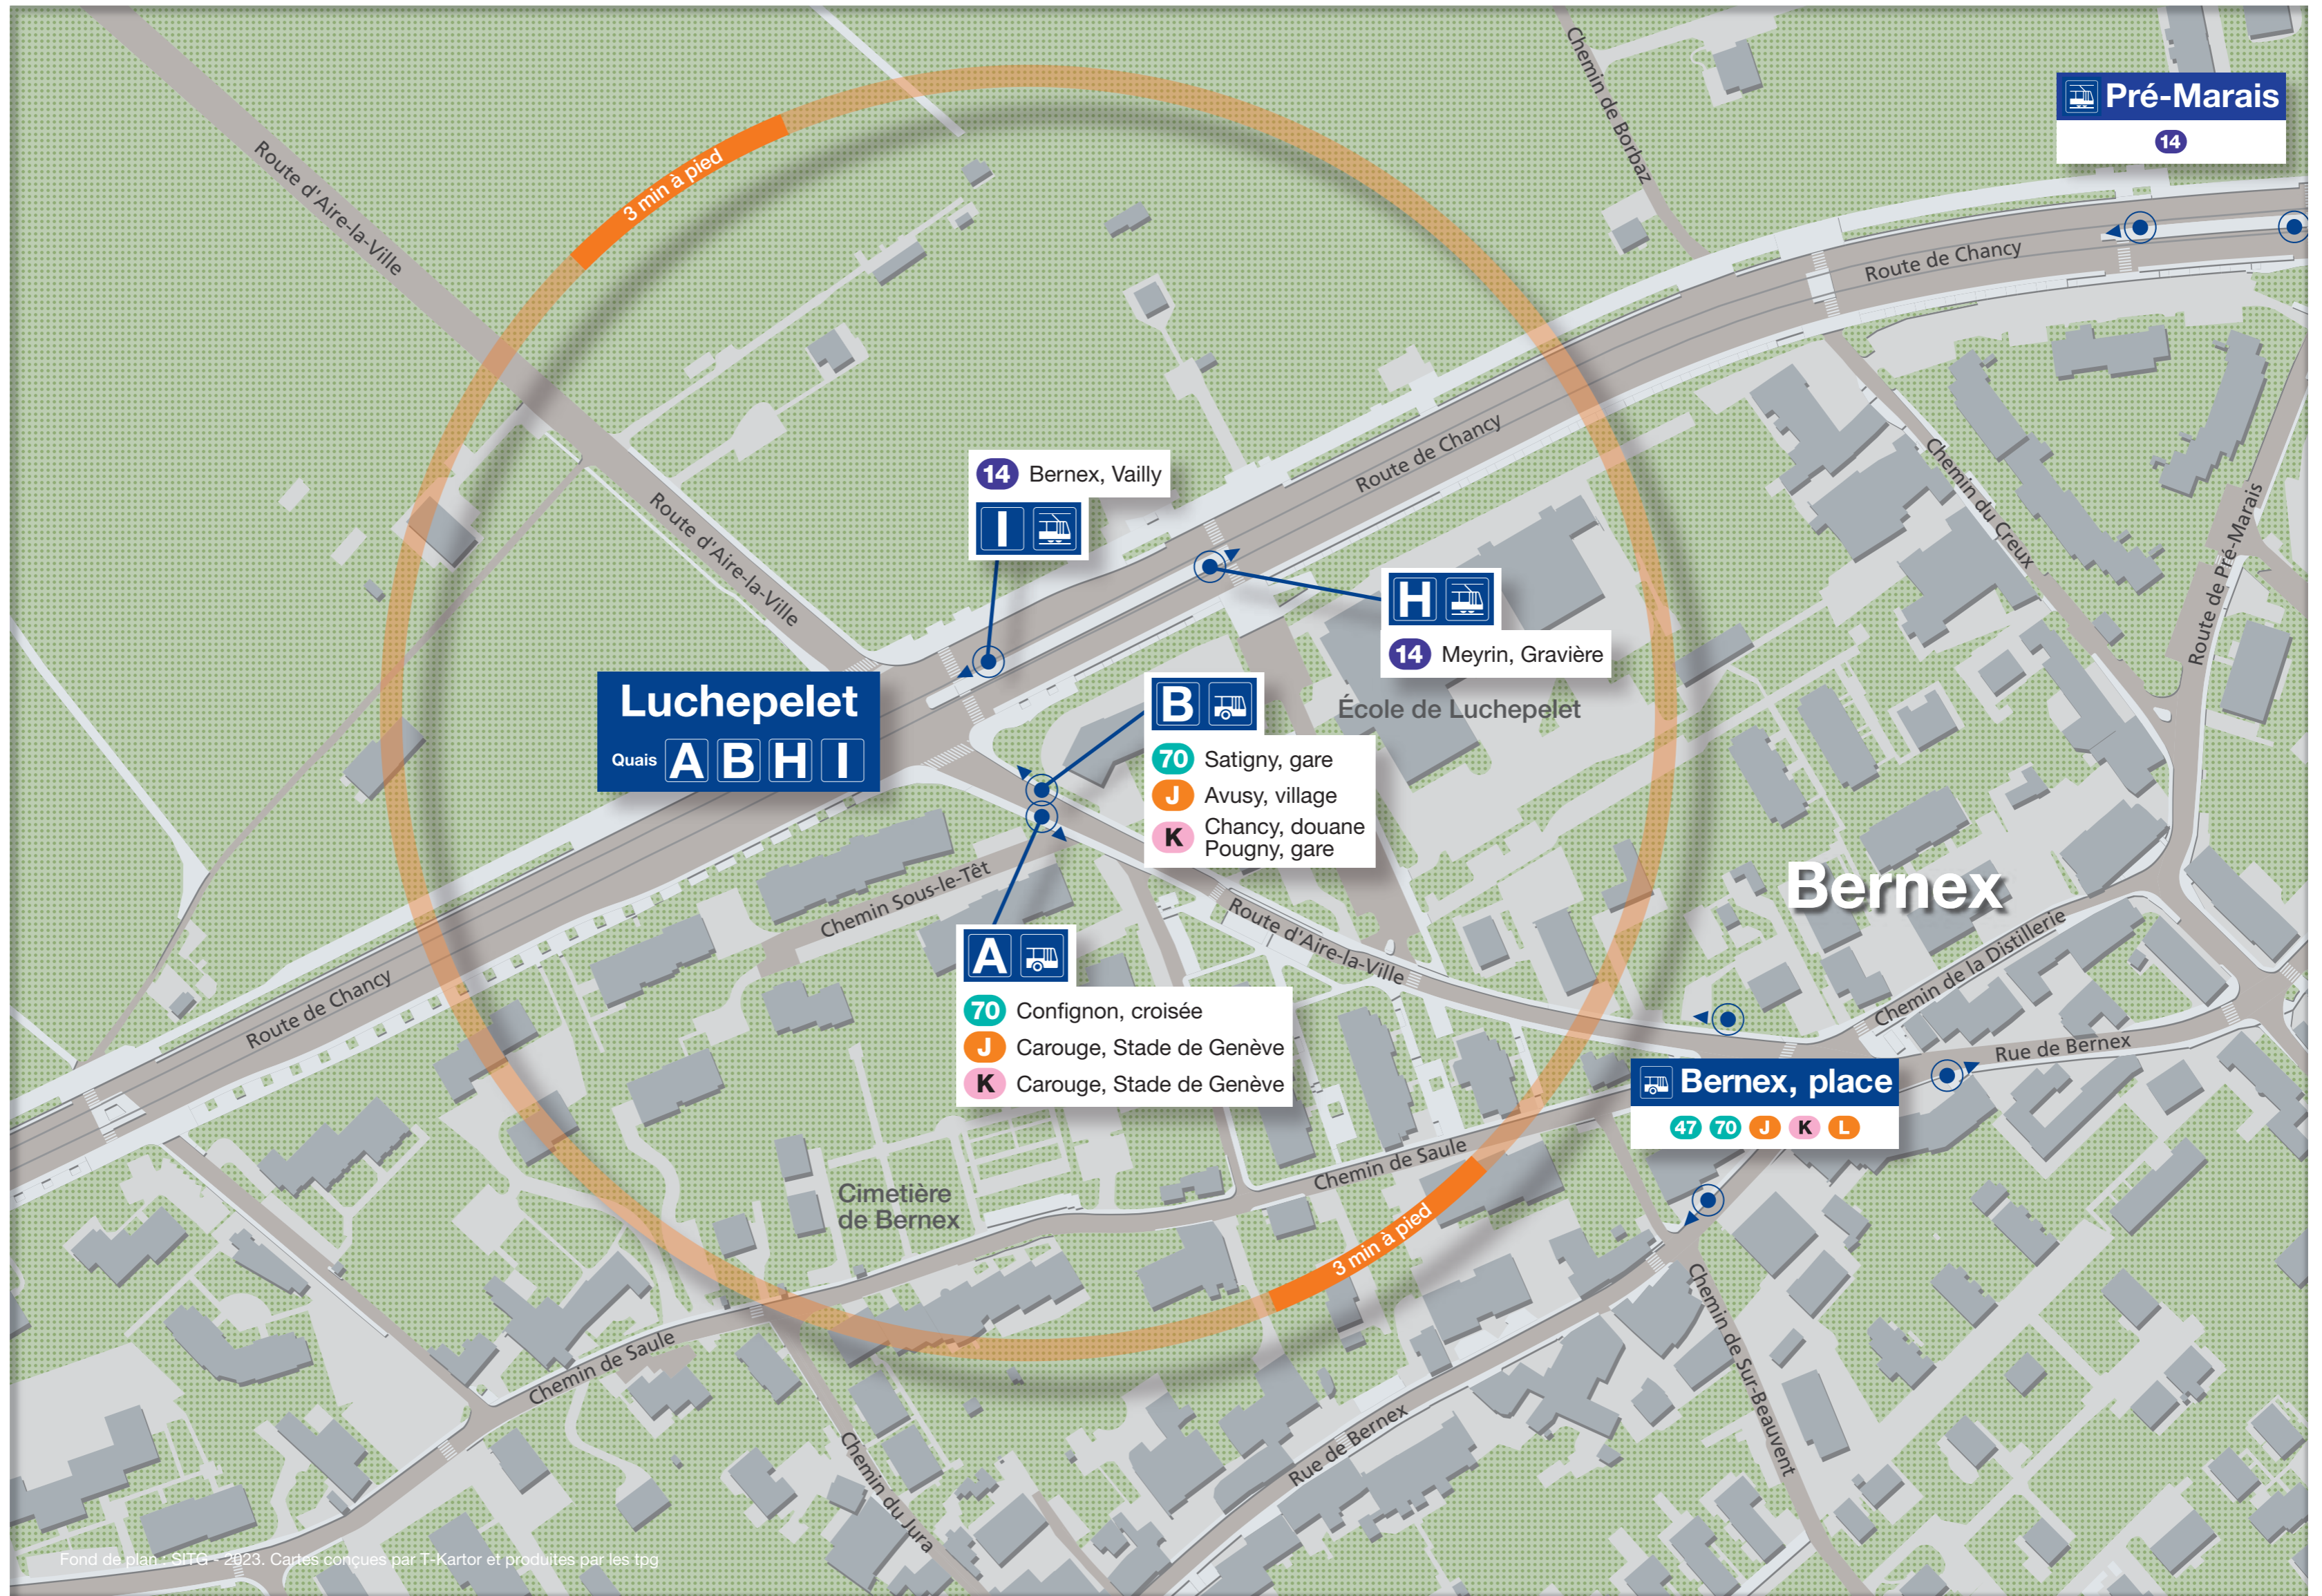 Chemin de Borbaz
Pré-Marais
14
Route d'Aire-la-Ville
3 min à pied
Route de Chancy
Route de Chancy
14 Bernex, Vailly
I
Route d'Aire-la-Ville
Chemin du Creux
Route de Pré-Marais
H
14 Meyrin, Gravière
Luchepelet
Quais A B H I
École de Luchepelet
B
70 Satigny, gare
J Avusy, village
K Chancy, douane
Pougny, gare
Bernex
Chemin Sous-le-Têt
Route d'Aire-la-Ville
Chemin de la Distillerie
A
70 Confignon, croisée
J Carouge, Stade de Genève
K Carouge, Stade de Genève
Route de Chancy
Rue de Bernex
Bernex, place
47 70 J K L
Chemin de Saule
Cimetière
de Bernex
3 min à pied
Chemin de Saule
Chemin de Sur-Beauvent
Rue de Bernex
Chemin du Jura
Fond de plan : SITG - 2023. Cartes conçues par T-Kartor et produites par les tpg